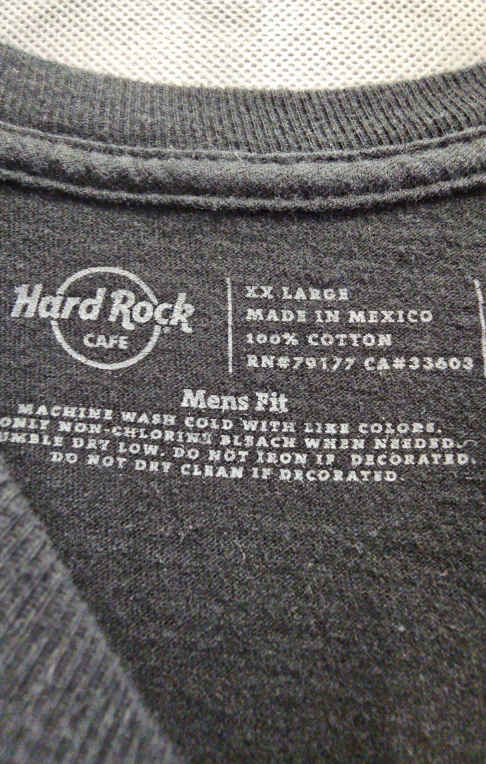 Hard Rock
CAFE
XX LARGE
MADE IN MEXICO
100% COTTON
RN#79177 CA#33603
Mens Fit
MACHINE WASH COLD WITH LIKE COLORS.
ONLY NON-CHLORINE BLEACH WHEN NEEDED.
UMBLE DRY LOW. DO NOT IRON IF DECORATED.
DO NOT DRY CLEAN IF DECORATED.